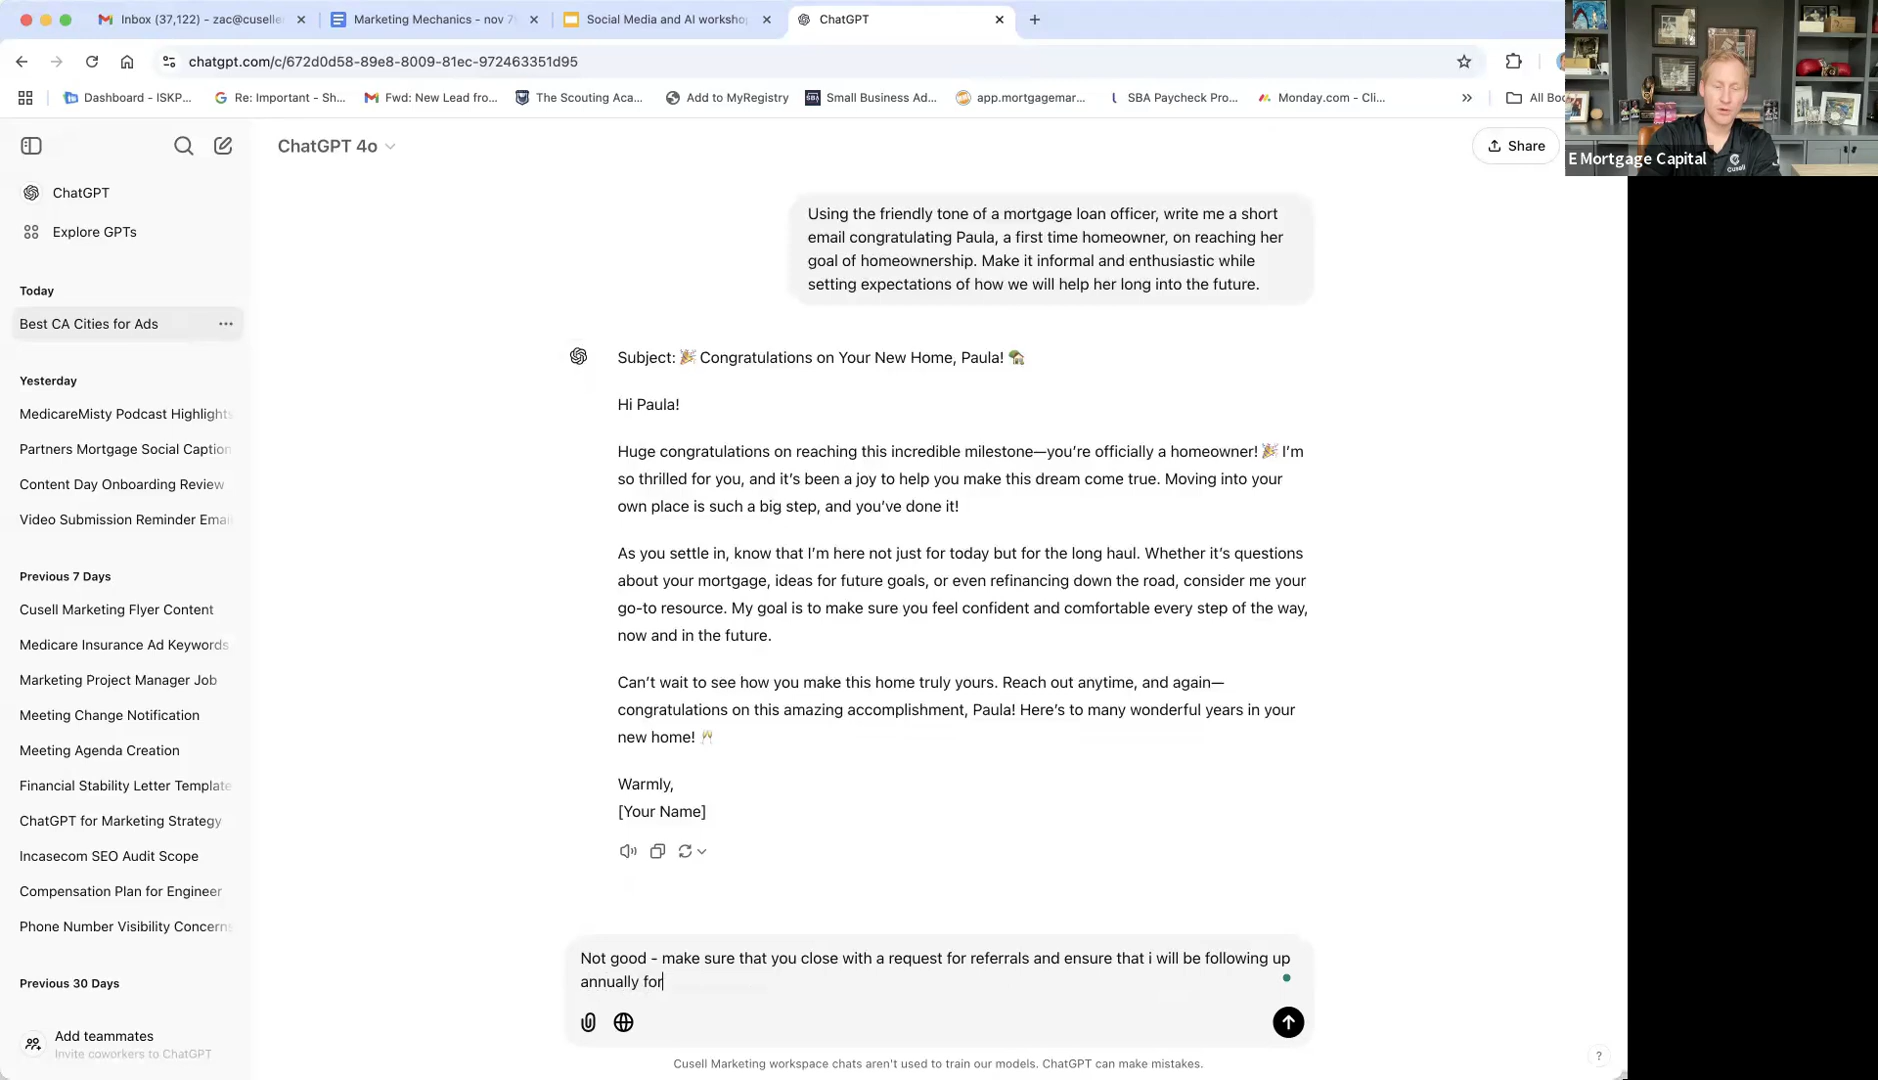 Inbox (37,122) - zac@cuselle
Marketing Mechanics - nov 7
Social Media and AI worksho
ChatGPT
chatgpt.com/c/672d0d58-89e8-8009-81ec-972463351d95
Dashboard - ISKP...
Re: Important - Sh...
Fwd: New Lead fro...
The Scouting Aca...
Add to MyRegistry
Small Business Ad...
app.mortgagemar...
SBA Paycheck Pro...
Monday.com - Cli...
All Boo
E Mortgage Capital
ChatGPT 4o
Share
ChatGPT
Explore GPTs
Today
Best CA Cities for Ads
Yesterday
MedicareMisty Podcast Highlights
Partners Mortgage Social Caption
Content Day Onboarding Review
Video Submission Reminder Emai
Previous 7 Days
Cusell Marketing Flyer Content
Medicare Insurance Ad Keywords
Marketing Project Manager Job
Meeting Change Notification
Meeting Agenda Creation
Financial Stability Letter Template
ChatGPT for Marketing Strategy
Incasecom SEO Audit Scope
Compensation Plan for Engineer
Phone Number Visibility Concerns
Previous 30 Days
Add teammates
Invite coworkers to ChatGPT
Using the friendly tone of a mortgage loan officer, write me a short
email congratulating Paula, a first time homeowner, on reaching her
goal of homeownership. Make it informal and enthusiastic while
setting expectations of how we will help her long into the future.
Subject: 🎉 Congratulations on Your New Home, Paula! 🏡
Hi Paula!
Huge congratulations on reaching this incredible milestone—you’re officially a homeowner! 🎉 I’m
so thrilled for you, and it’s been a joy to help you make this dream come true. Moving into your
own place is such a big step, and you’ve done it!
As you settle in, know that I’m here not just for today but for the long haul. Whether it’s questions
about your mortgage, ideas for future goals, or even refinancing down the road, consider me your
go-to resource. My goal is to make sure you feel confident and comfortable every step of the way,
now and in the future.
Can’t wait to see how you make this home truly yours. Reach out anytime, and again—
congratulations on this amazing accomplishment, Paula! Here’s to many wonderful years in your
new home! 🥂
Warmly,
[Your Name]
Not good - make sure that you close with a request for referrals and ensure that i will be following up
annually for
Cusell Marketing workspace chats aren't used to train our models. ChatGPT can make mistakes.
?
Cusell